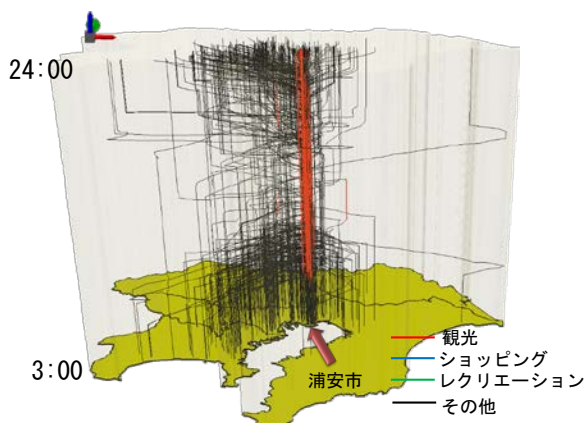 24:00
3:00
浦安市
観光
ショッピング
レクリエーション
その他